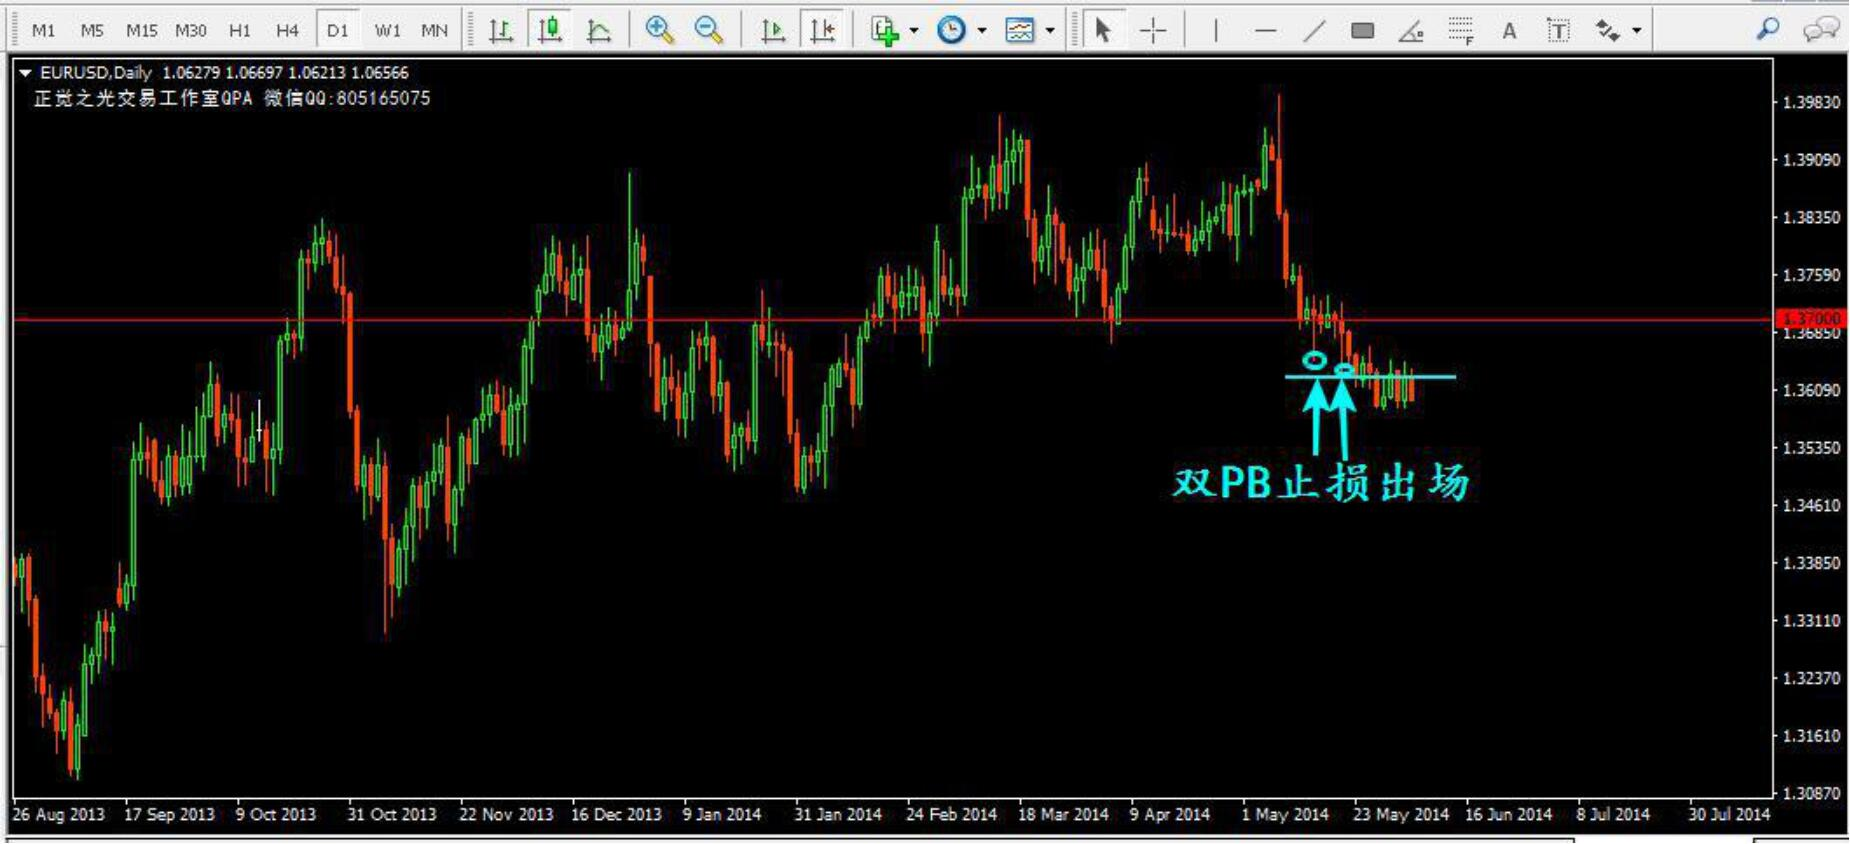 M1 M5 M15 M30 H1 H4 D1 W1 MN
EURUSD,Daily 1.06279 1.06697 1.06213 1.06566
正觉之光交易工作室QPA 微信QQ:805165075
1.39830
1.39090
1.38350
1.37590
1.37000
1.36850
1.36090
1.35350
1.34610
1.33850
1.33110
1.32370
1.31610
1.30870
双PB止损出场
26 Aug 2013 17 Sep 2013 9 Oct 2013 31 Oct 2013 22 Nov 2013 16 Dec 2013 9 Jan 2014 31 Jan 2014 24 Feb 2014 18 Mar 2014 9 Apr 2014 1 May 2014 23 May 2014 16 Jun 2014 8 Jul 2014 30 Jul 2014